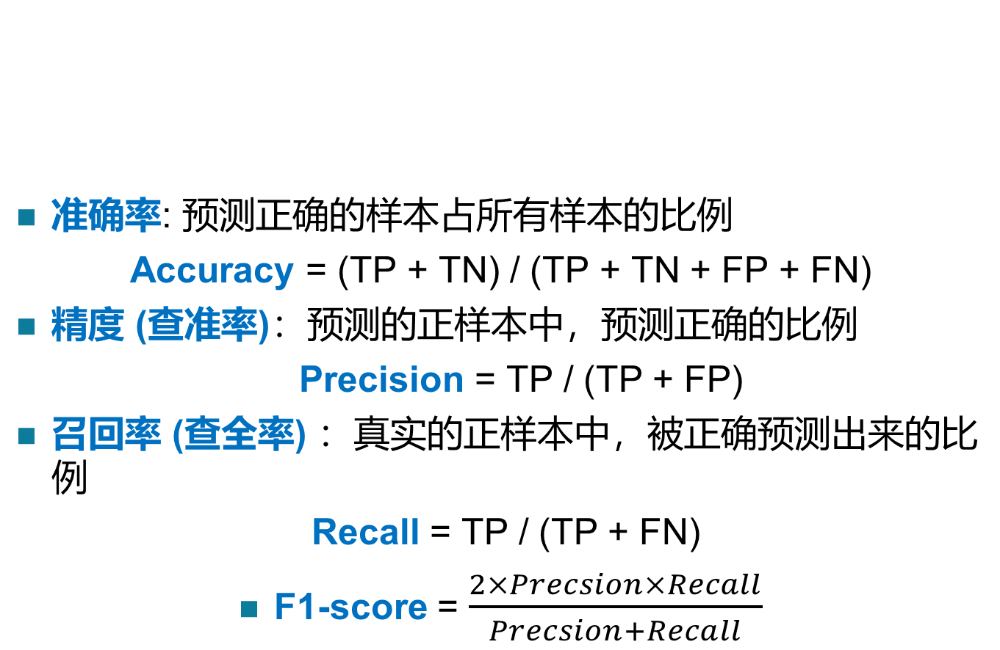 准确率: 预测正确的样本占所有样本的比例
Accuracy = (TP + TN) / (TP + TN + FP + FN)
精度 (查准率)：预测的正样本中，预测正确的比例
Precision = TP / (TP + FP)
召回率 (查全率) ：真实的正样本中，被正确预测出来的比
例
Recall = TP / (TP + FN)
F1-score = 2×Precsion×Recall
Precsion+Recall